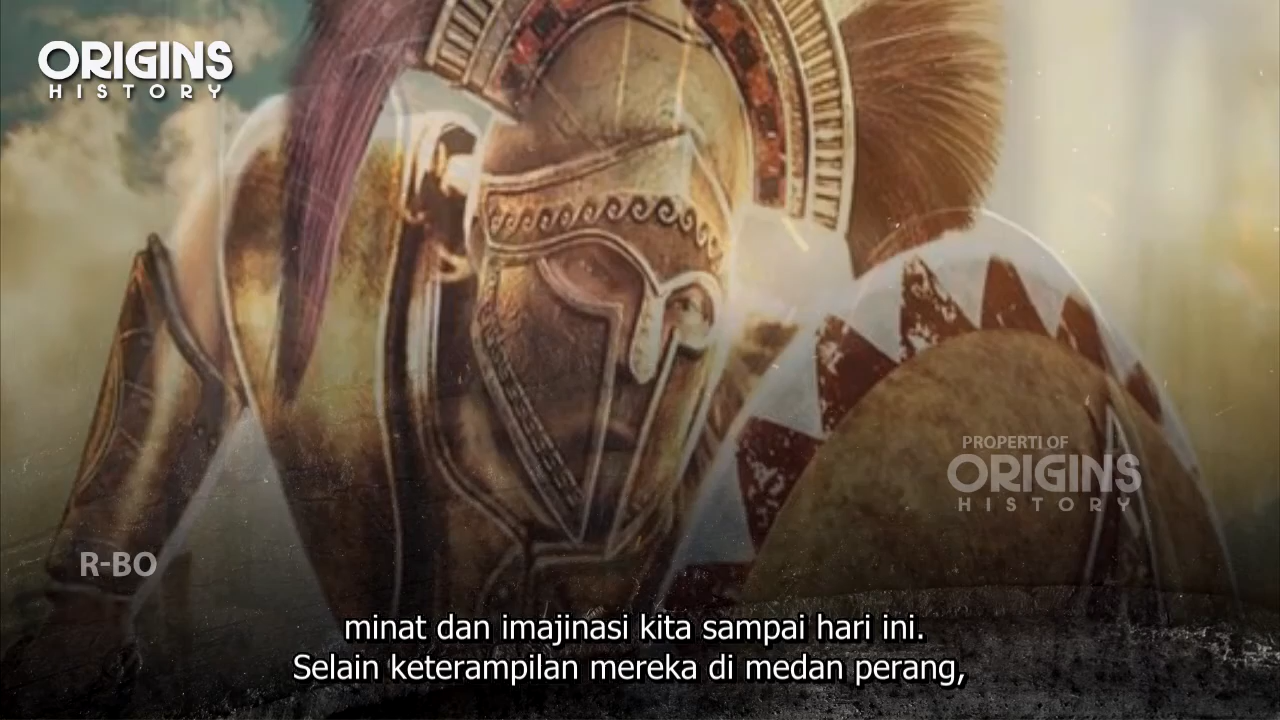 ORIGINS
HISTORY
PROPERTI OF
ORIGINS
HISTORY
R-BO
minat dan imajinasi kita sampai hari ini.
Selain keterampilan mereka di medan perang,